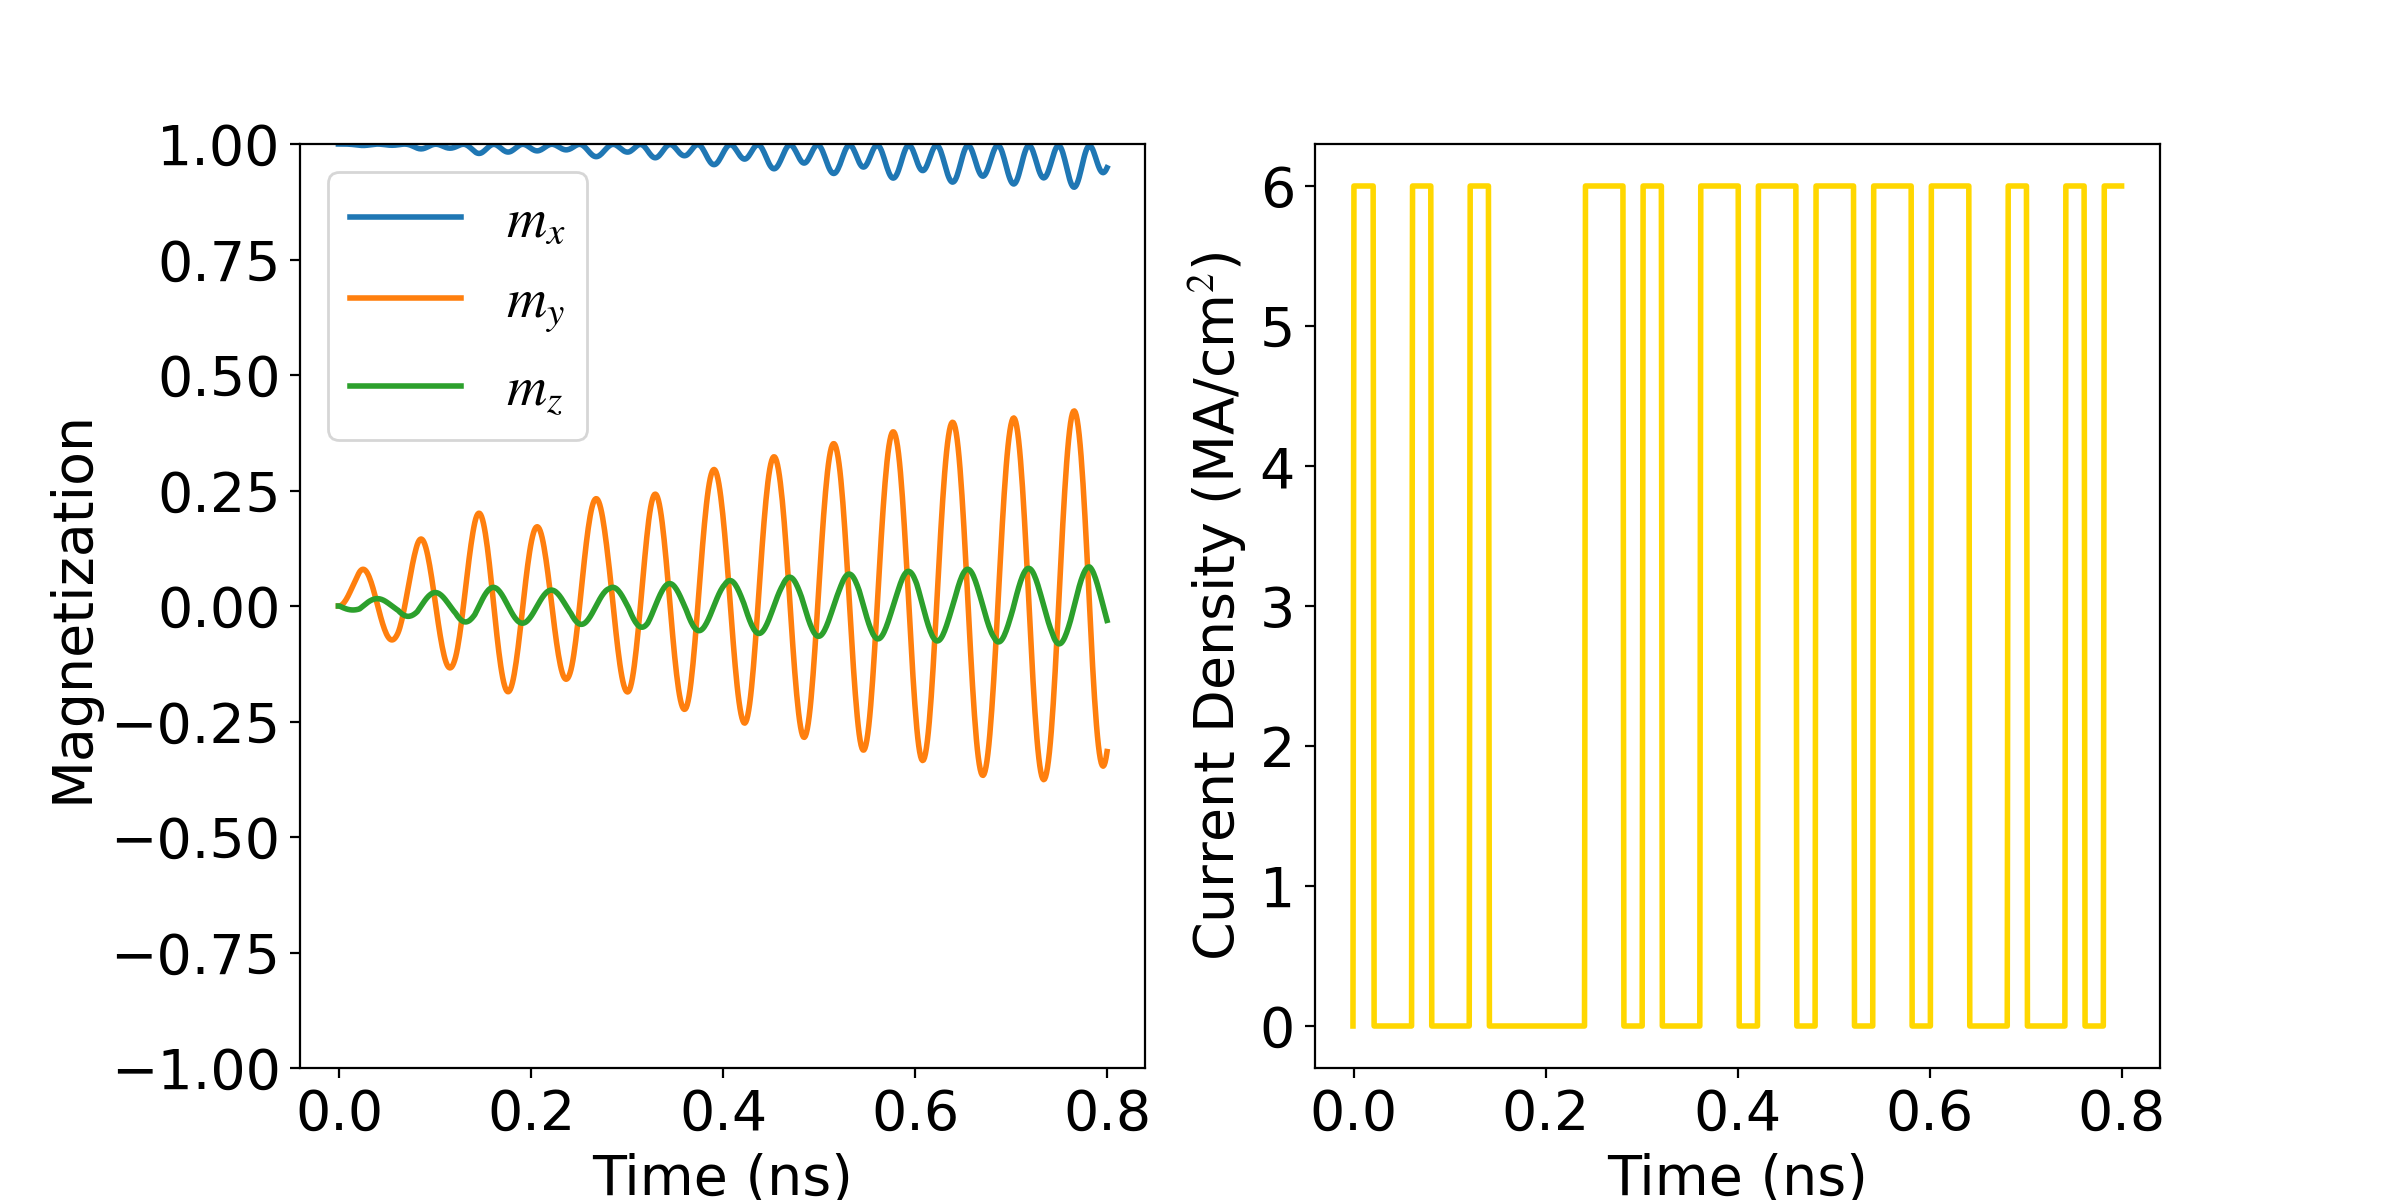 Magnetization
1.00
0.75
0.50
0.25
0.00
−0.25
−0.50
−0.75
−1.00
m_x
m_y
m_z
0.0 0.2 0.4 0.6 0.8
Time (ns)
Current Density (MA/cm²)
6
5
4
3
2
1
0
0.0 0.2 0.4 0.6 0.8
Time (ns)